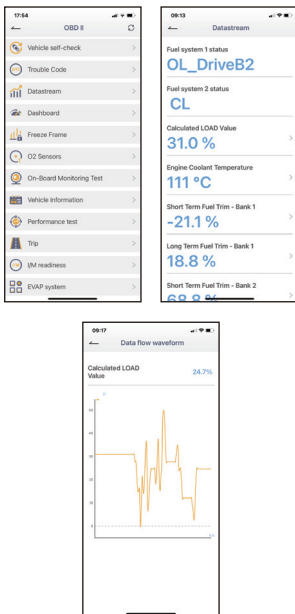 17:54
OBD II
Vehicle self-check
Trouble Code
Datastream
Dashboard
Freeze Frame
O2 Sensors
On-Board Monitoring Test
Vehicle Information
Performance test
Trip
I/M readiness
EVAP system
09:13
Datastream
Fuel system 1 status
OL_DriveB2
Fuel system 2 status
CL
Calculated LOAD Value
31.0 %
Engine Coolant Temperature
111 °C
Short Term Fuel Trim - Bank 1
-21.1 %
Long Term Fuel Trim - Bank 1
18.8 %
Short Term Fuel Trim - Bank 2
68.8 %
09:17
Data flow waveform
Calculated LOAD
Value
24.7%